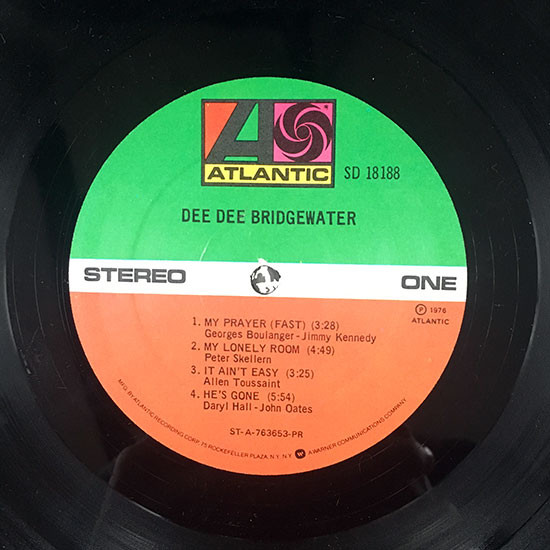 ATLANTIC
SD 18188
DEE DEE BRIDGEWATER
STEREO
ONE
℗ 1976
ATLANTIC
1. MY PRAYER (FAST) (3:28)
Georges Boulanger-Jimmy Kennedy
2. MY LONELY ROOM (4:49)
Peter Skellern
3. IT AIN'T EASY (3:25)
Allen Toussaint
4. HE'S GONE (5:54)
Daryl Hall-John Oates
ST-A-763653-PR
MFG. BY ATLANTIC RECORDING CORP. 75 ROCKEFELLER PLAZA, N.Y. N.Y. A WARNER COMMUNICATIONS COMPANY